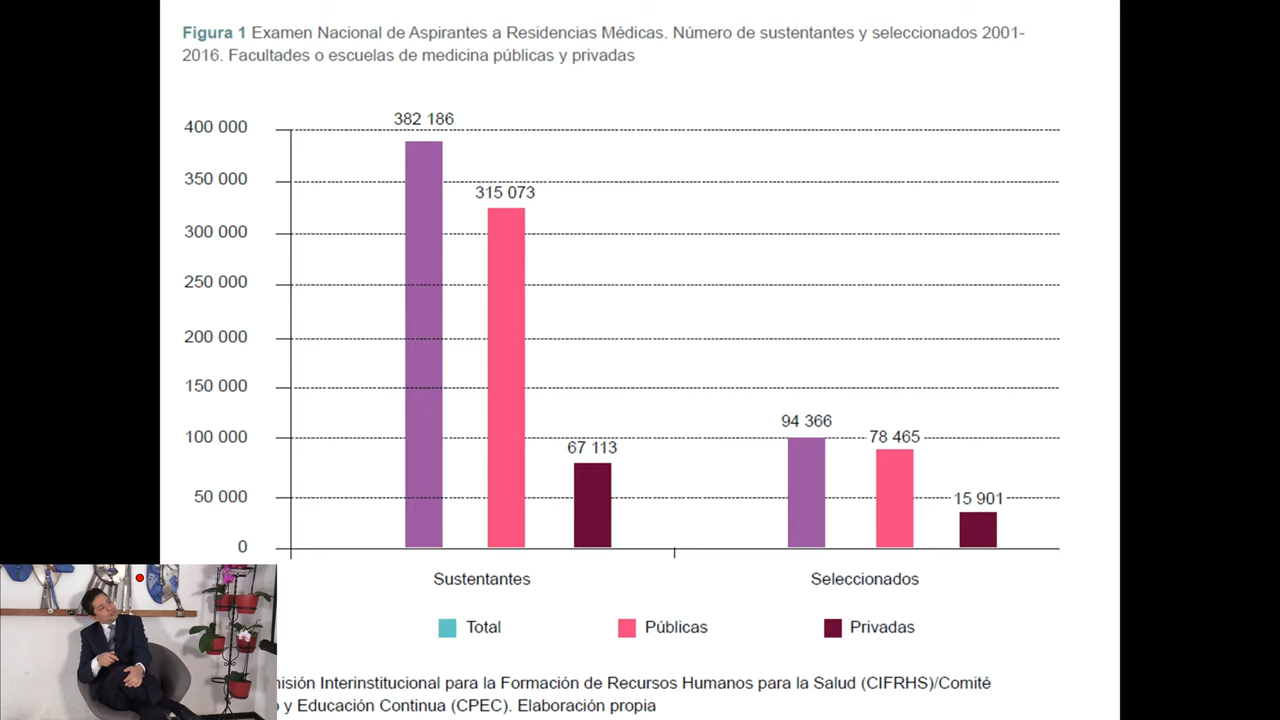 Figura 1 Examen Nacional de Aspirantes a Residencias Médicas. Número de sustentantes y seleccionados 2001-
2016. Facultades o escuelas de medicina públicas y privadas
400 000
350 000
300 000
250 000
200 000
150 000
100 000
50 000
0
382 186
315 073
67 113
94 366
78 465
15 901
Sustentantes
Seleccionados
Total
Públicas
Privadas
Interinstitucional para la Formación de Recursos Humanos para la Salud (CIFRHS)/Comité
y Educación Continua (CPEC). Elaboración propia